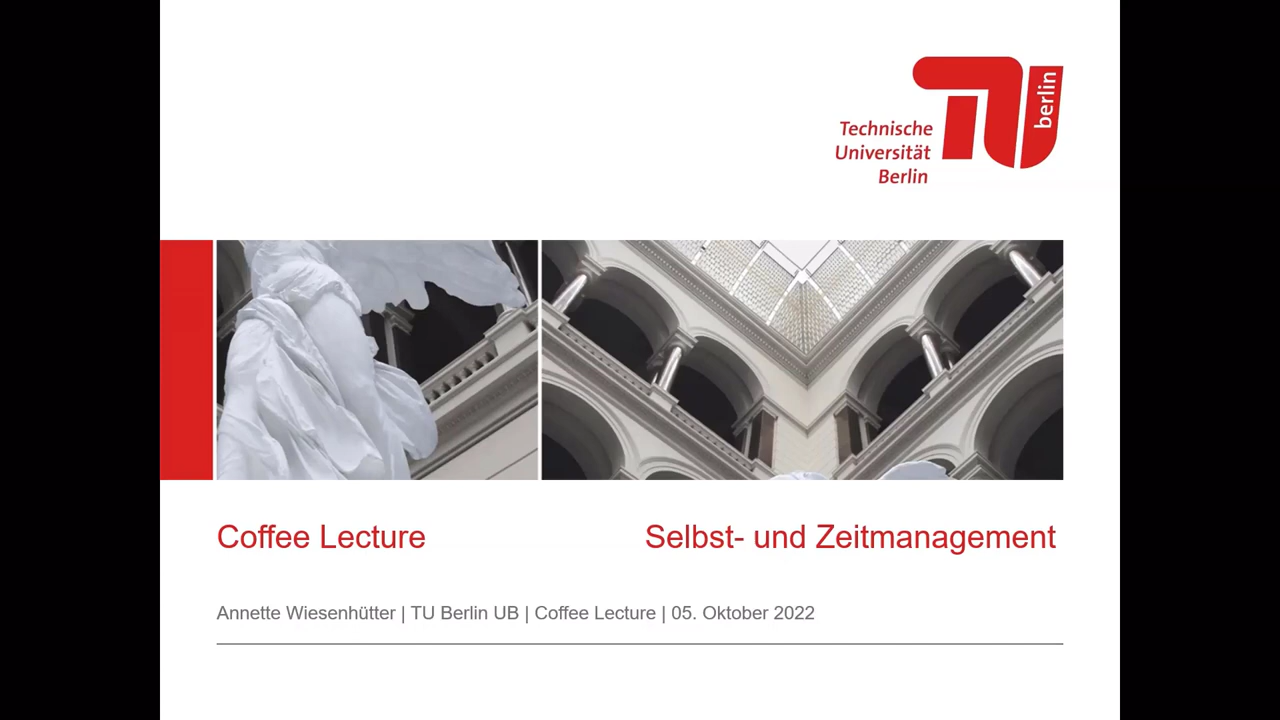 berlin
Technische
Universität
Berlin
Coffee Lecture
Selbst- und Zeitmanagement
Annette Wiesenhütter | TU Berlin UB | Coffee Lecture | 05. Oktober 2022